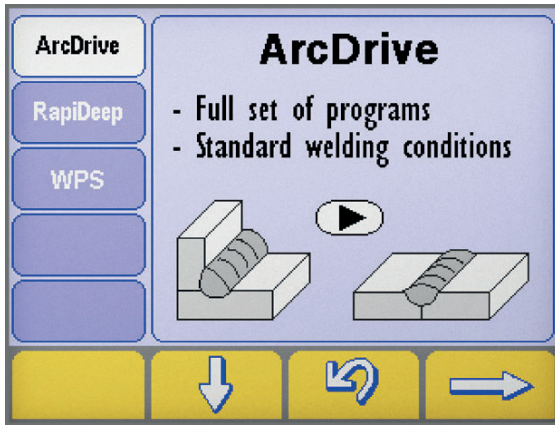 ArcDrive
RapiDeep
WPS
ArcDrive
- Full set of programs
- Standard welding conditions